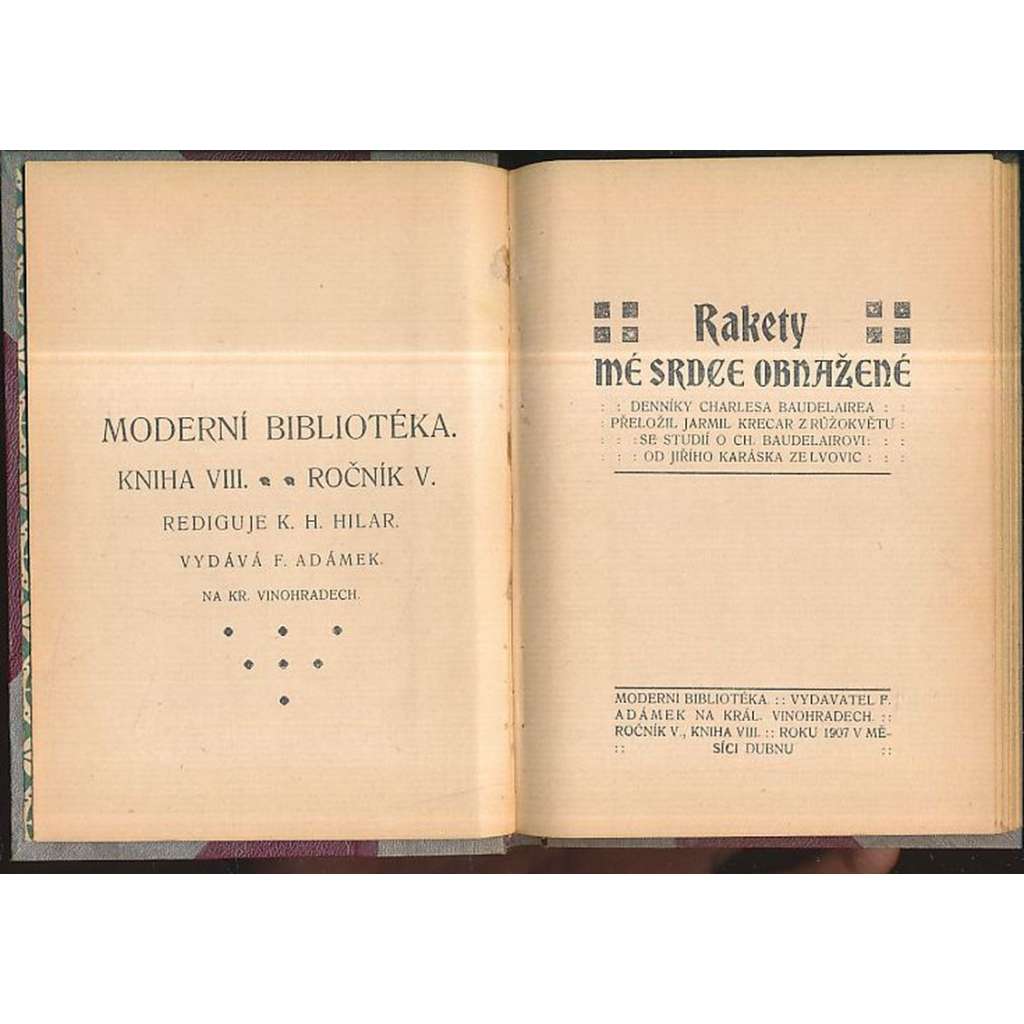 MODERNÍ BIBLIOTÉKA.
KNIHA VIII. ROČNÍK V.
REDIGUJE K. H. HILAR.
VYDÁVÁ F. ADÁMEK.
NA KR. VINOHRADECH.
Rakety
MÉ SRDCE OBNAŽENÉ
: : DENNÍKY CHARLESA BAUDELAIREA : :
: PŘELOŽIL JARMIL KRECAR Z RŮŽOKVĚTU :
: : : SE STUDIÍ O CH. BAUDELAIROVI : : :
: : : OD JIŘÍHO KARÁSKA ZE LVOVIC : : :
MODERNI BIBLIOTÉKA :: VYDAVATEL F.
ADÁMEK NA KRÁL. VINOHRADECH. ::
ROČNÍK V., KNIHA VIII. :: ROKU 1907 V MĚ-
:: SÍCI DUBNU ::